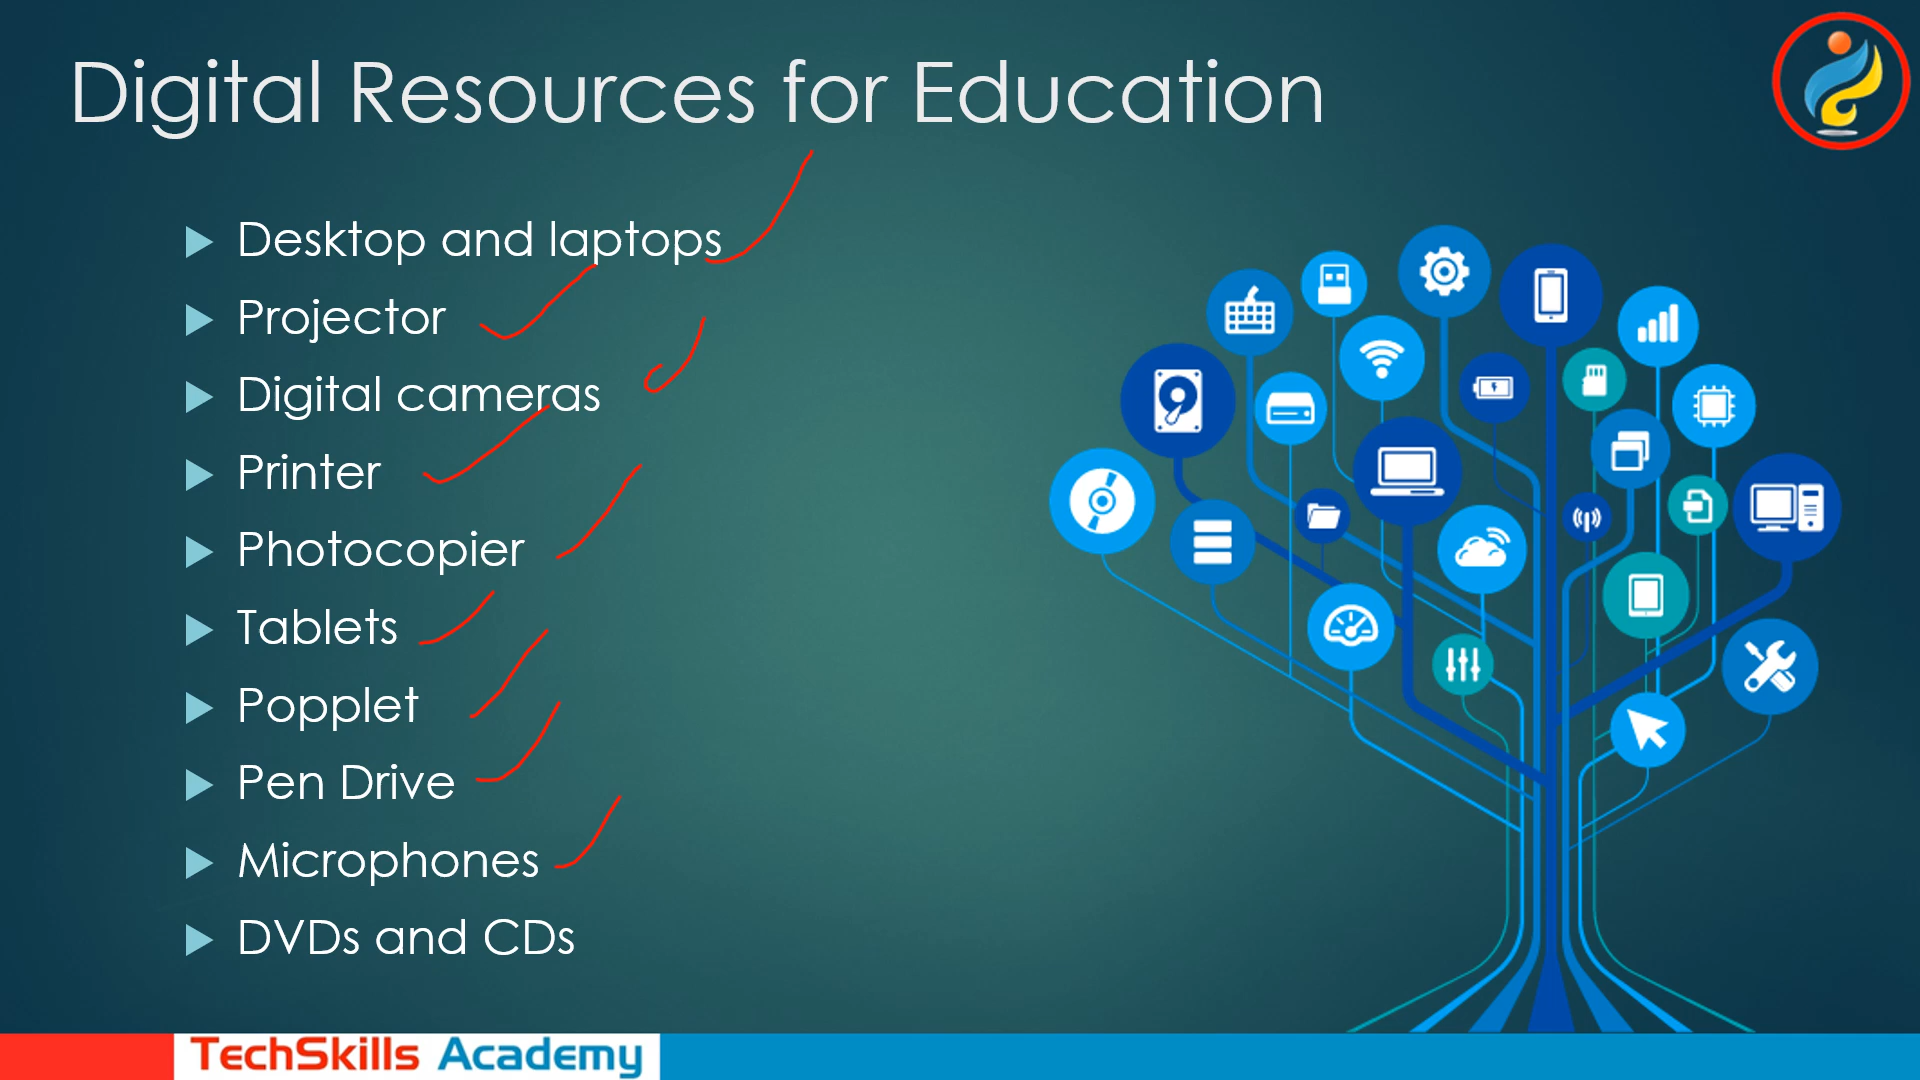 Digital Resources for Education
Desktop and laptops
Projector
Digital cameras
Printer
Photocopier
Tablets
Popplet
Pen Drive
Microphones
DVDs and CDs
TechSkills Academy